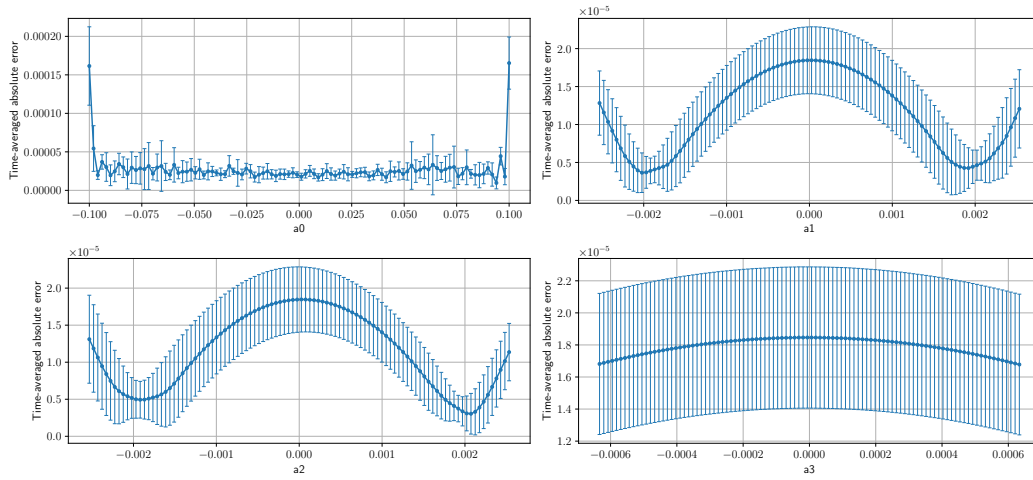 0.00020
0.00015
0.00010
0.00005
0.00000
Time-averaged absolute error
−0.100 −0.075 −0.050 −0.025 0.000 0.025 0.050 0.075 0.100
a0
×10⁻⁵
2.0
1.5
1.0
0.5
0.0
Time-averaged absolute error
−0.002 −0.001 0.000 0.001 0.002
a1
×10⁻⁵
2.0
1.5
1.0
0.5
0.0
Time-averaged absolute error
−0.002 −0.001 0.000 0.001 0.002
a2
×10⁻⁵
2.2
2.0
1.8
1.6
1.4
1.2
Time-averaged absolute error
−0.0006 −0.0004 −0.0002 0.0000 0.0002 0.0004 0.0006
a3